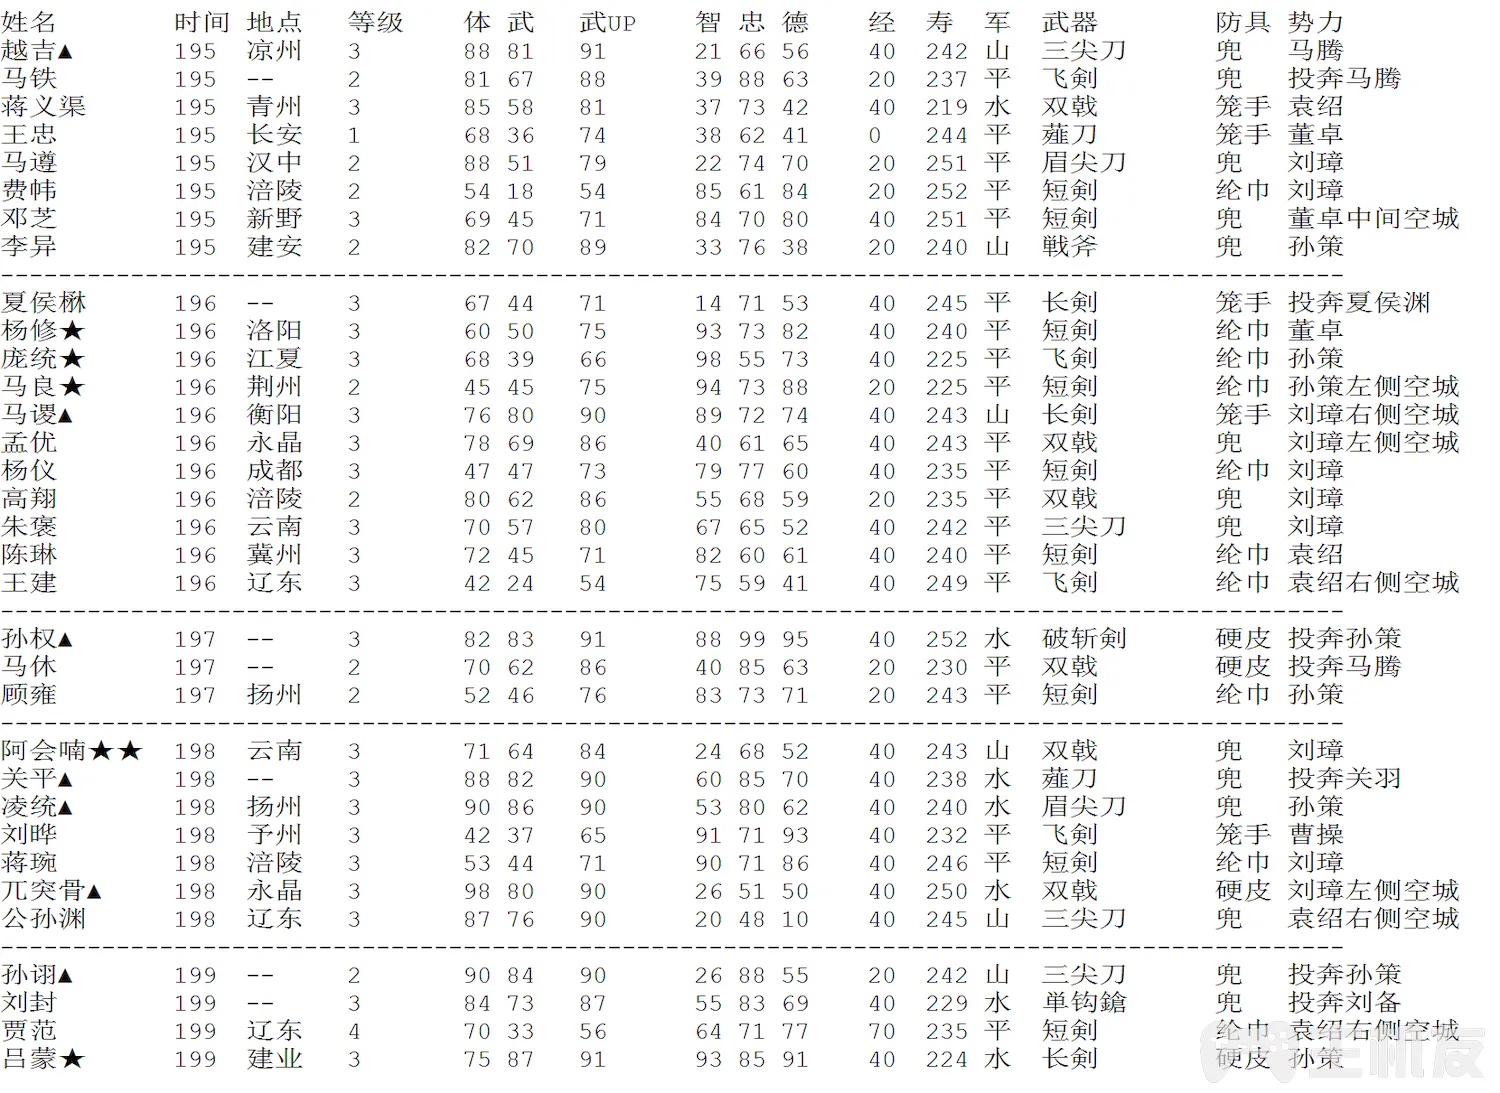 姓名 时间 地点 等级 体 武 武UP 智 忠 德 经 寿 军 武器 防具 势力
越吉▲ 195 凉州 3 88 81 91 21 66 56 40 242 山 三尖刀 兜 马腾
马铁 195 -- 2 81 67 88 39 88 63 20 237 平 飞剣 兜 投奔马腾
蒋义渠 195 青州 3 85 58 81 37 73 42 40 219 水 双戟 笼手 袁绍
王忠 195 长安 1 68 36 74 38 62 41 0 244 平 薙刀 笼手 董卓
马遵 195 汉中 2 88 51 79 22 74 70 20 251 平 眉尖刀 兜 刘璋
费帏 195 涪陵 2 54 18 54 85 61 84 20 252 平 短剣 纶巾 刘璋
邓芝 195 新野 3 69 45 71 84 70 80 40 251 平 短剣 兜 董卓中间空城
李异 195 建安 2 82 70 89 33 76 38 20 240 山 戦斧 兜 孙策
---------------------------------------------------------------------------------------------
夏侯楙 196 -- 3 67 44 71 14 71 53 40 245 平 长剣 笼手 投奔夏侯渊
杨修★ 196 洛阳 3 60 50 75 93 73 82 40 240 平 短剣 纶巾 董卓
庞统★ 196 江夏 3 68 39 66 98 55 73 40 225 平 飞剣 纶巾 孙策
马良★ 196 荆州 2 45 45 75 94 73 88 20 225 平 短剣 纶巾 孙策左侧空城
马谡▲ 196 衡阳 3 76 80 90 89 72 74 40 243 山 长剣 笼手 刘璋右侧空城
孟优 196 永晶 3 78 69 86 40 61 65 40 243 平 双戟 兜 刘璋左侧空城
杨仪 196 成都 3 47 47 73 79 77 60 40 235 平 短剣 纶巾 刘璋
高翔 196 涪陵 2 80 62 86 55 68 59 20 235 平 双戟 兜 刘璋
朱褒 196 云南 3 70 57 80 67 65 52 40 242 平 三尖刀 兜 刘璋
陈琳 196 冀州 3 72 45 71 82 60 61 40 240 平 短剣 纶巾 袁绍
王建 196 辽东 3 42 24 54 75 59 41 40 249 平 飞剣 纶巾 袁绍右侧空城
---------------------------------------------------------------------------------------------
孙权▲ 197 -- 3 82 83 91 88 99 95 40 252 水 破斩剣 硬皮 投奔孙策
马休 197 -- 2 70 62 86 40 85 63 20 230 平 双戟 硬皮 投奔马腾
顾雍 197 扬州 2 52 46 76 83 73 71 20 243 平 短剣 纶巾 孙策
---------------------------------------------------------------------------------------------
阿会喃★★ 198 云南 3 71 64 84 24 68 52 40 243 山 双戟 兜 刘璋
关平▲ 198 -- 3 88 82 90 60 85 70 40 238 水 薙刀 兜 投奔关羽
凌统▲ 198 扬州 3 90 86 90 53 80 62 40 240 水 眉尖刀 兜 孙策
刘晔 198 予州 3 42 37 65 91 71 93 40 232 平 飞剣 笼手 曹操
蒋琬 198 涪陵 3 53 44 71 90 71 86 40 246 平 短剣 纶巾 刘璋
兀突骨▲ 198 永晶 3 98 80 90 26 51 50 40 250 水 双戟 硬皮 刘璋左侧空城
公孙渊 198 辽东 3 87 76 90 20 48 10 40 245 山 三尖刀 兜 袁绍右侧空城
---------------------------------------------------------------------------------------------
孙诩▲ 199 -- 2 90 84 90 26 88 55 20 242 山 三尖刀 兜 投奔孙策
刘封 199 -- 3 84 73 87 55 83 69 40 229 水 単钩鎗 兜 投奔刘备
贾范 199 辽东 4 70 33 56 64 71 77 70 235 平 短剣 纶巾 袁绍右侧空城
吕蒙★ 199 建业 3 75 87 91 93 85 91 40 224 水 长剣 硬皮 孙策
主机友